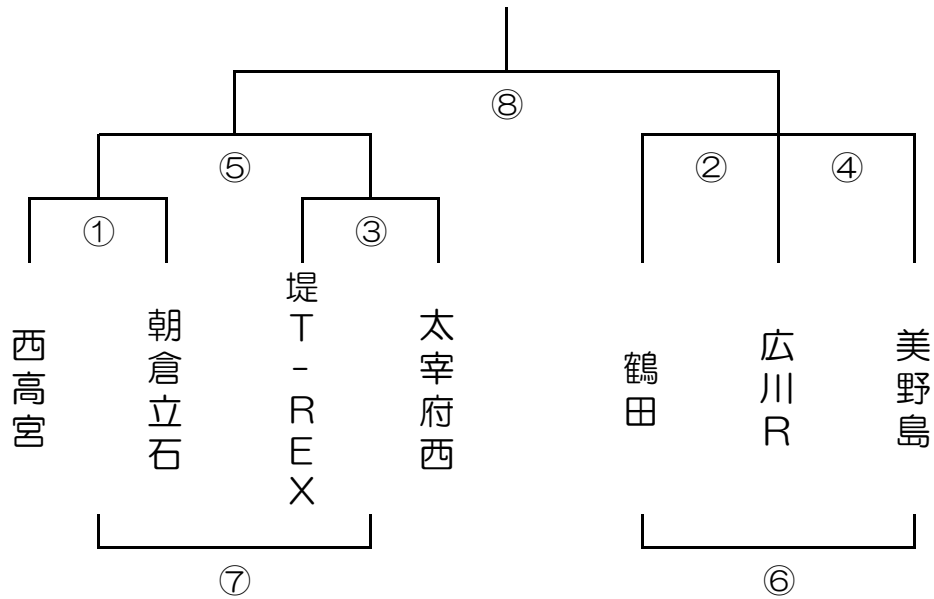 ⑧
⑤
②
④
①
③
西高宮
朝倉立石
堤T-REX
太宰府西
鶴田
広川R
美野島
⑦
⑥